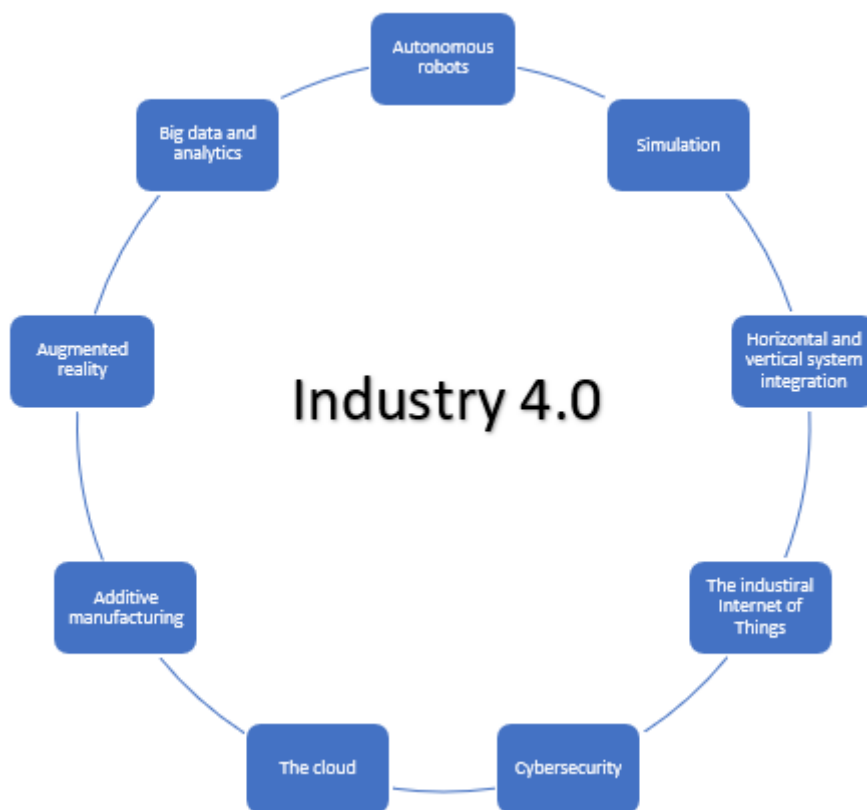 Autonomous
robots
Big data and
analytics
Simulation
Augmented
reality
Industry 4.0
Horizontal and
vertical system
integration
Additive
manufacturing
The industiral
Internet of
Things
The cloud
Cybersecurity